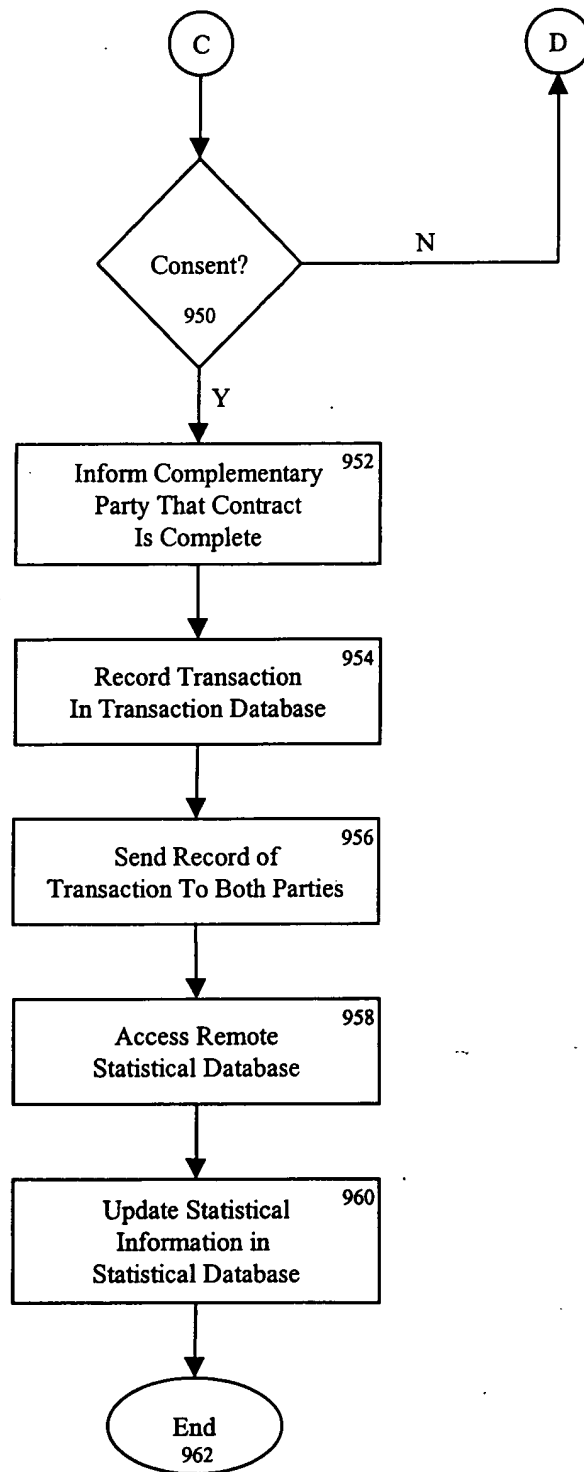 C
D
Consent?
N
950
Y
952
Inform Complementary
Party That Contract
Is Complete
954
Record Transaction
In Transaction Database
956
Send Record of
Transaction To Both Parties
958
Access Remote
Statistical Database
960
Update Statistical
Information in
Statistical Database
End
962